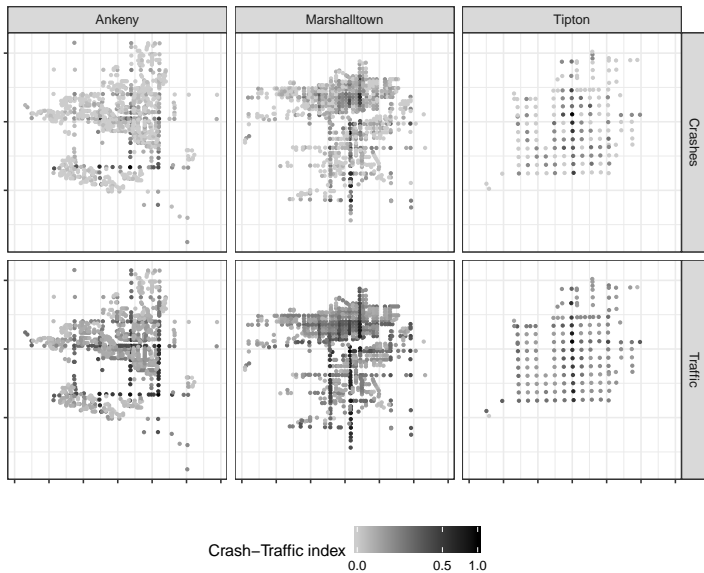 Ankeny
Marshalltown
Tipton
Crashes
Traffic
Crash−Traffic index
0.0 0.5 1.0